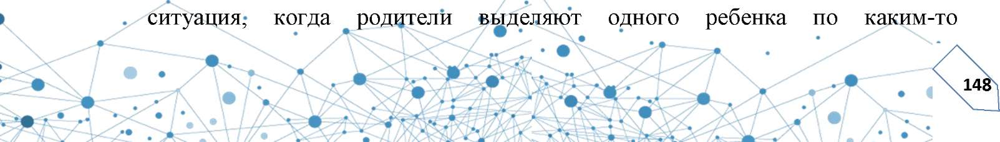 ситуация, когда родители выделяют одного ребенка по каким-то
148